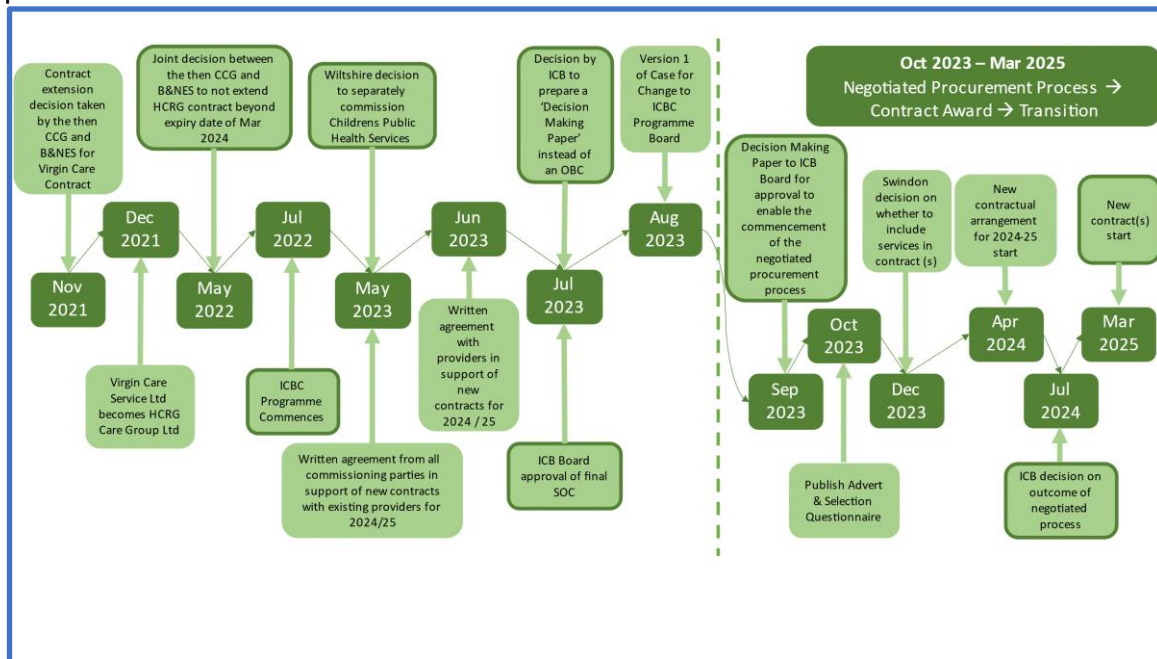 Contract
extension
decision taken
by the then
CCG and
B&NES for
Virgin Care
Contract
Joint decision between
the then CCG and
B&NES to not extend
HCRG contract beyond
expiry date of Mar
2024
Wiltshire decision
to separately
commission
Childrens Public
Health Services
Decision by
ICB to
prepare a
‘Decision
Making
Paper’
instead of
an OBC
Version 1
of Case for
Change to
ICBC
Programme
Board
Nov
2021
Dec
2021
May
2022
Jul
2022
May
2023
Jun
2023
Jul
2023
Aug
2023
Virgin Care
Service Ltd
becomes HCRG
Care Group Ltd
ICBC
Programme
Commences
Written agreement from all
commissioning parties in
support of new contracts
with existing providers for
2024/25
Written
agreement
with
providers in
support of
new
contracts for
2024 / 25
ICB Board
approval of final
SOC
Oct 2023 – Mar 2025
Negotiated Procurement Process →
Contract Award → Transition
Decision Making
Paper to ICB
Board for
approval to
enable the
commencement
of the
negotiated
procurement
process
Swindon
decision on
whether to
include
services in
contract (s)
New
contractual
arrangement
for 2024-25
start
New
contract(s)
start
Sep
2023
Oct
2023
Dec
2023
Apr
2024
Jul
2024
Mar
2025
Publish Advert
& Selection
Questionnaire
ICB decision on
outcome of
negotiated
process